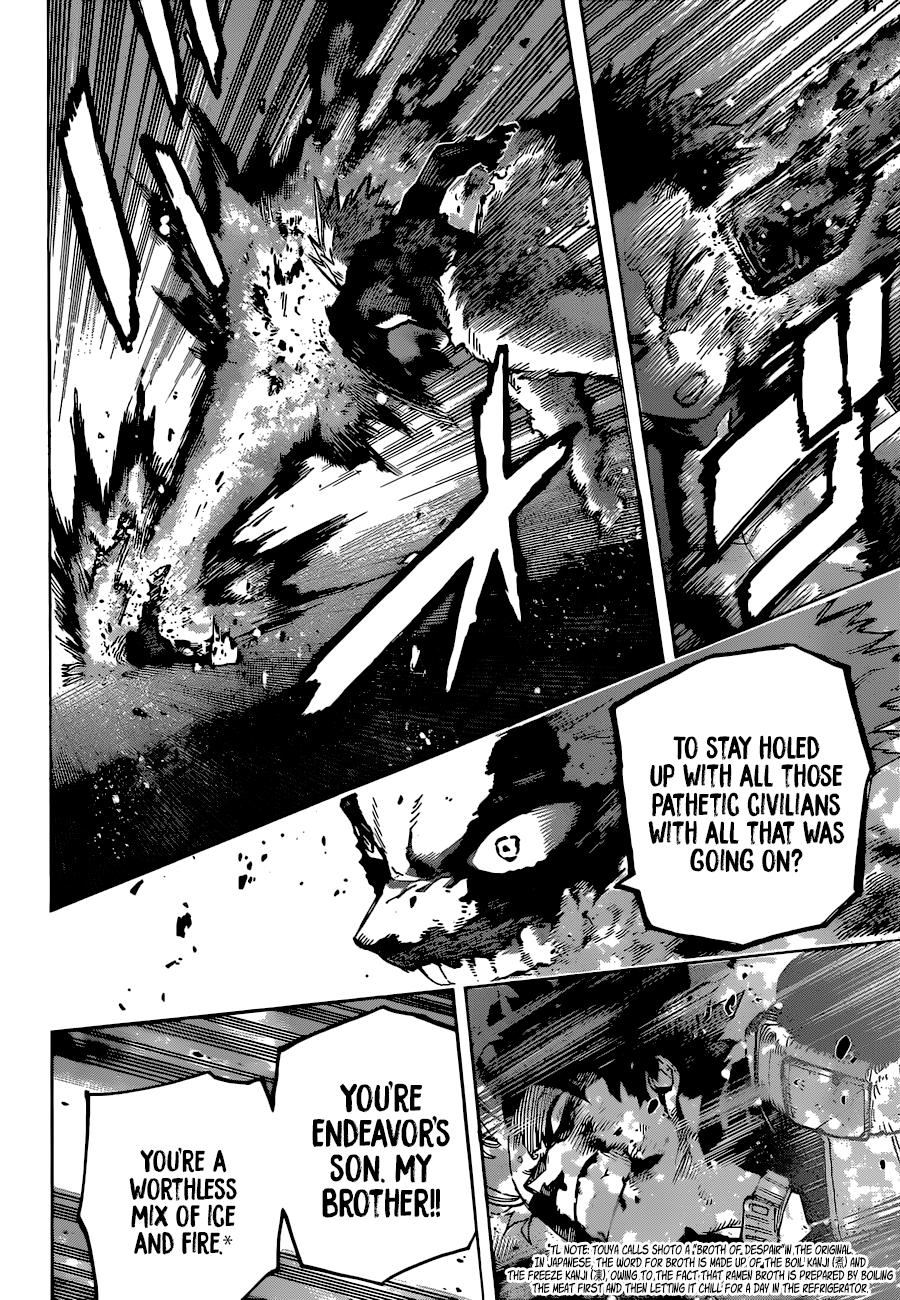 TO STAY HOLED
UP WITH ALL THOSE
PATHETIC CIVILIANS
WITH ALL THAT WAS
GOING ON?
YOU'RE
ENDEAVOR'S
SON. MY
BROTHER!!
YOU'RE A
WORTHLESS
MIX OF ICE
AND FIRE.*
*TL NOTE: TOUYA CALLS SHOTO A "BROTH OF DESPAIR" IN THE ORIGINAL.
IN JAPANESE, THE WORD FOR BROTH IS MADE UP OF THE BOIL KANJI (煮) AND
THE FREEZE KANJI (凍), OWING TO THE FACT THAT RAMEN BROTH IS PREPARED BY BOILING
THE MEAT FIRST AND THEN LETTING IT CHILL FOR A DAY IN THE REFRIGERATOR.